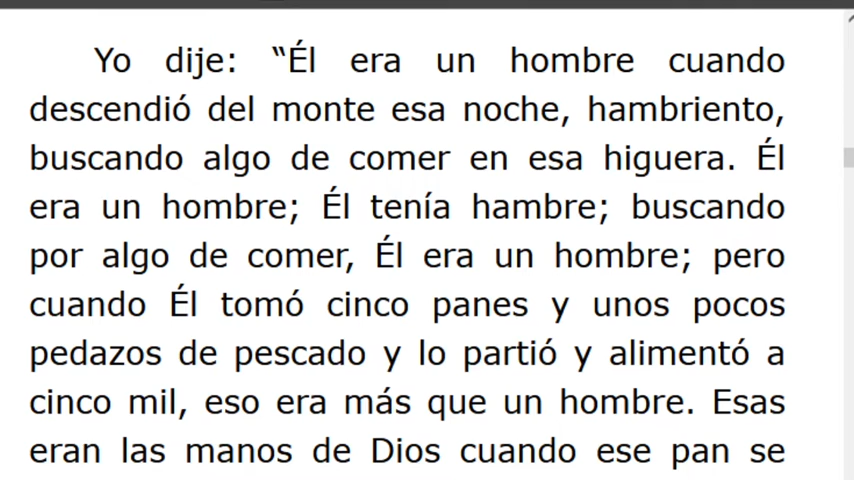 Yo dije: “Él era un hombre cuando
descendió del monte esa noche, hambriento,
buscando algo de comer en esa higuera. Él
era un hombre; Él tenía hambre; buscando
por algo de comer, Él era un hombre; pero
cuando Él tomó cinco panes y unos pocos
pedazos de pescado y lo partió y alimentó a
cinco mil, eso era más que un hombre. Esas
eran las manos de Dios cuando ese pan se